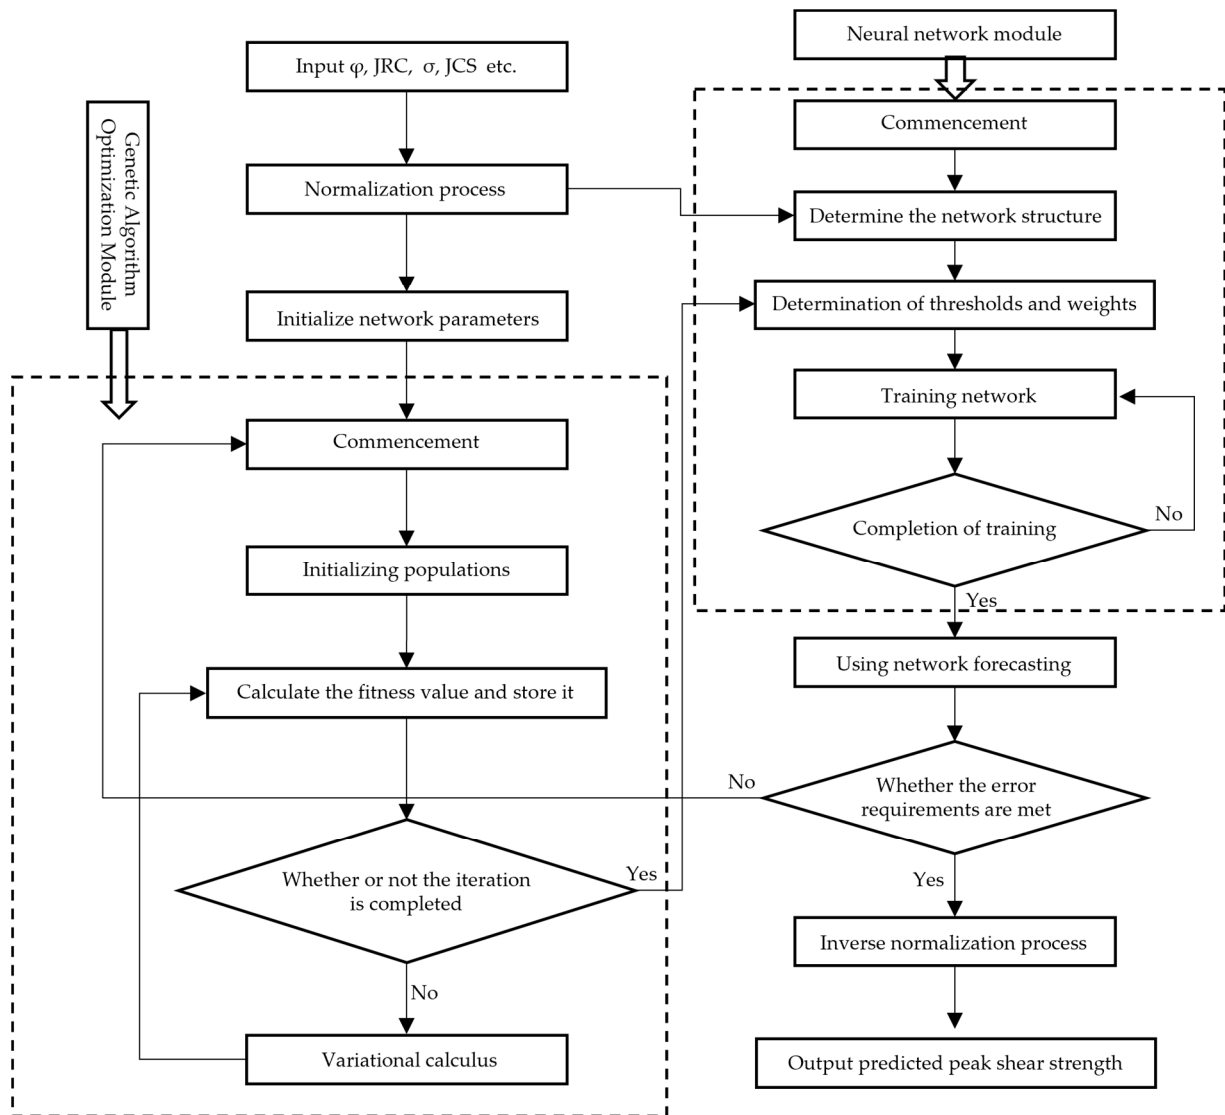 Neural network module
Input φ, JRC, σ, JCS etc.
Genetic Algorithm
Optimization Module
Commencement
Normalization process
Determine the network structure
Initialize network parameters
Determination of thresholds and weights
Training network
Commencement
Completion of training
No
Yes
Initializing populations
Using network forecasting
Calculate the fitness value and store it
No
Whether the error
requirements are met
Yes
Whether or not the iteration
is completed
Yes
Inverse normalization process
No
Variational calculus
Output predicted peak shear strength